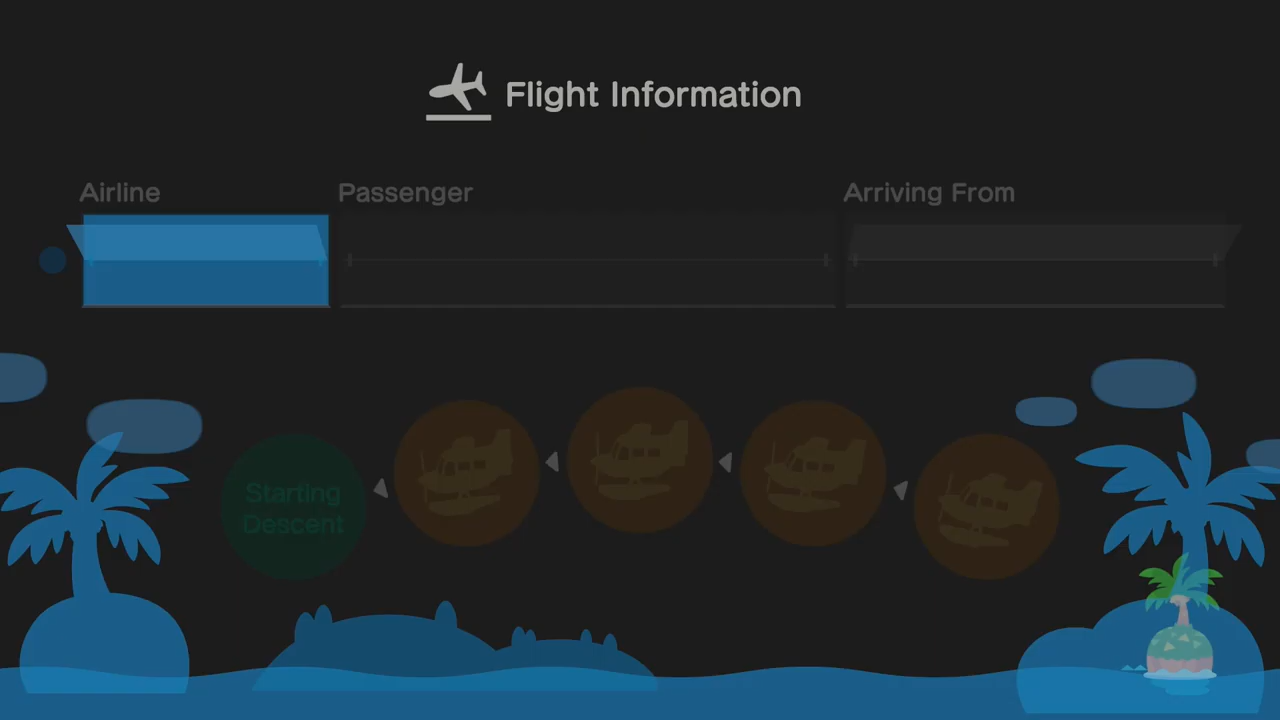 Flight Information
Airline
Passenger
Arriving From
Starting
Descent